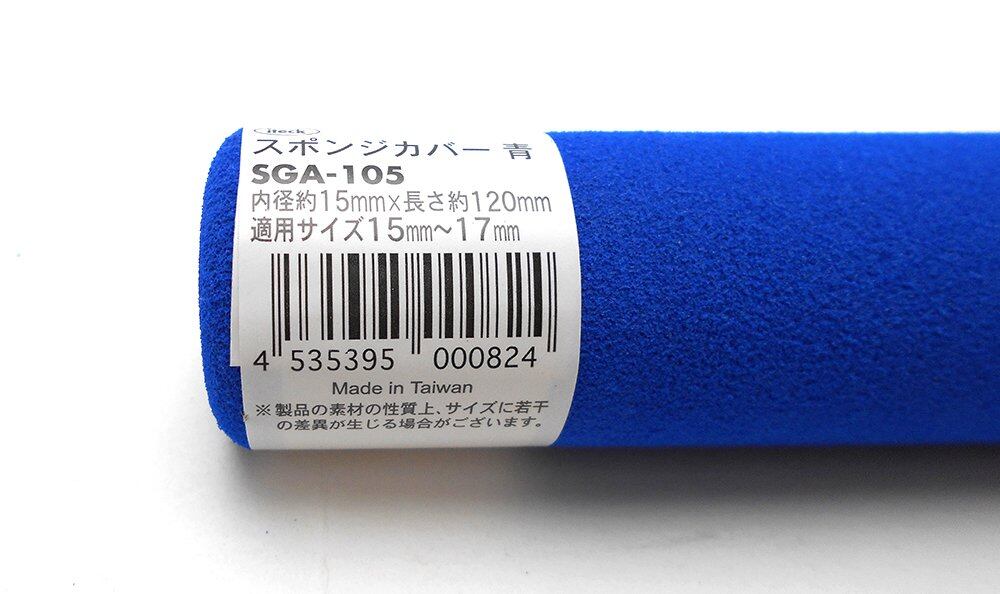 iteck
スポンジカバー 青
SGA-105
内径約15mm×長さ約120mm
適用サイズ15mm～17mm
4 535395 000824
Made in Taiwan
※製品の素材の性質上、サイズに若干
の差異が生じる場合がございます。